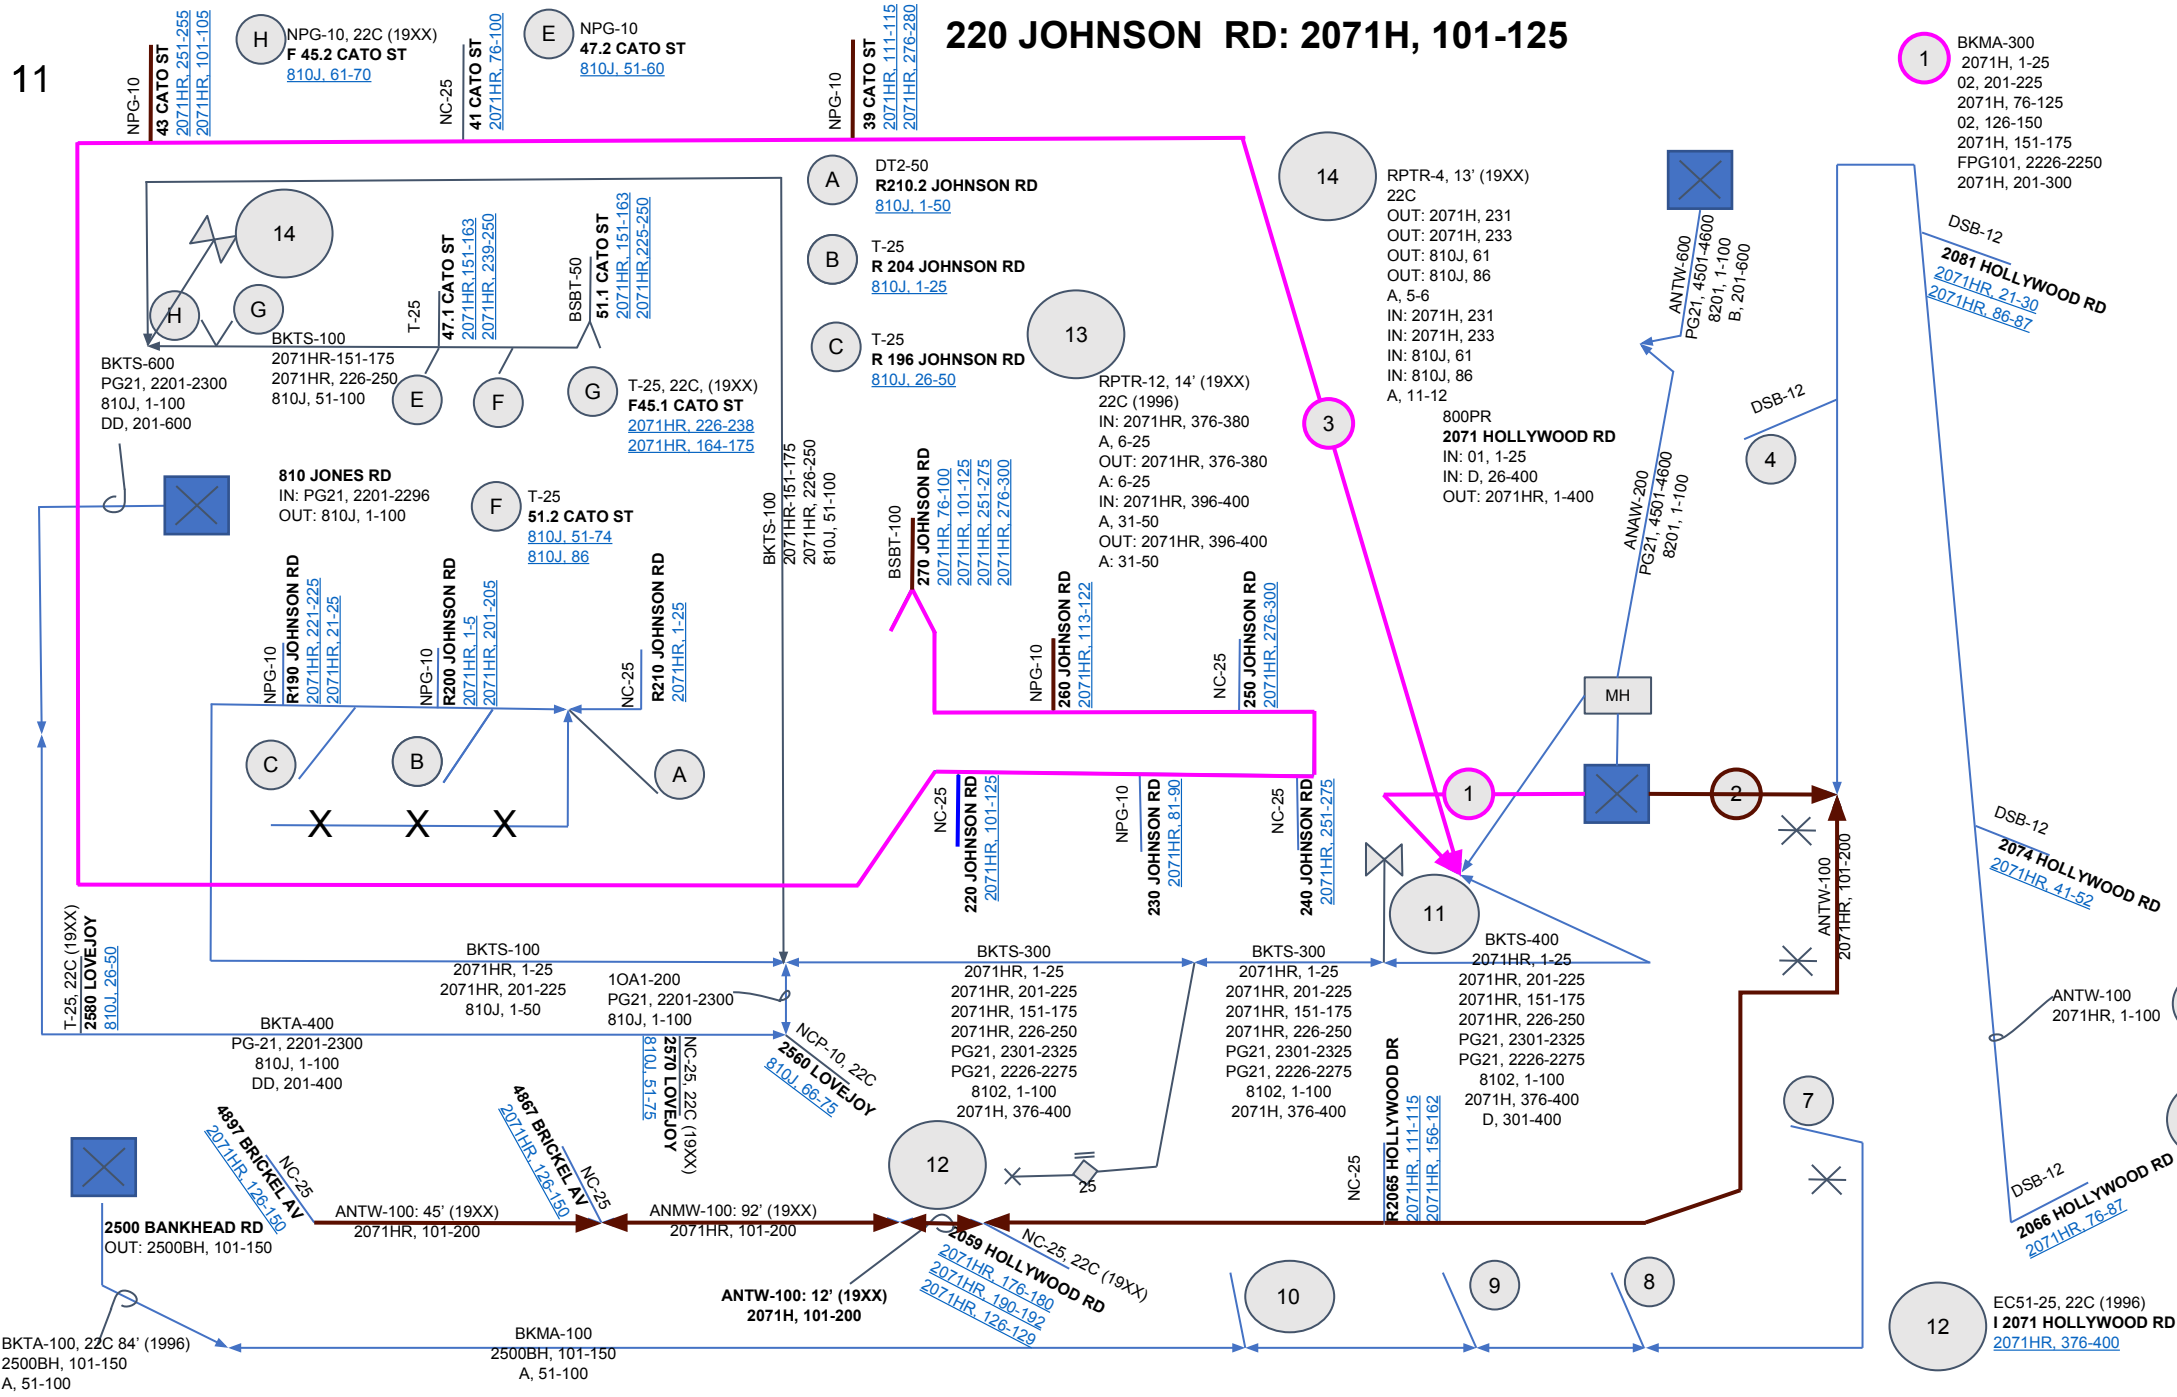 220 JOHNSON RD: 2071H, 101-125
11
NPG-10
43 CATO ST
2071HR, 251-255
2071HR, 101-105
H
NPG-10, 22C (19XX)
F 45.2 CATO ST
810J, 61-70
NC-25
41 CATO ST
2071HR, 76-100
E
NPG-10
47.2 CATO ST
810J, 51-60
NPG-10
39 CATO ST
2071HR, 111-115
2071HR, 276-280
1
BKMA-300
2071H, 1-25
02, 201-225
2071H, 76-125
02, 126-150
2071H, 151-175
FPG101, 2226-2250
2071H, 201-300
A
DT2-50
R210.2 JOHNSON RD
810J, 1-50
B
T-25
R 204 JOHNSON RD
810J, 1-25
C
T-25
R 196 JOHNSON RD
810J, 26-50
14
RPTR-4, 13’ (19XX)
22C
OUT: 2071H, 231
OUT: 2071H, 233
OUT: 810J, 61
OUT: 810J, 86
A, 5-6
IN: 2071H, 231
IN: 2071H, 233
IN: 810J, 61
IN: 810J, 86
A, 11-12
800PR
2071 HOLLYWOOD RD
IN: 01, 1-25
IN: D, 26-400
OUT: 2071HR, 1-400
ANTW-600
PG21, 4501-4600
8201, 1-100
B, 201-600
DSB-12
2081 HOLLYWOOD RD
2071HR, 21-30
2071HR, 86-87
14
H
G
T-25
47.1 CATO ST
2071HR,151-163
2071HR, 239-250
BSBT-50
51.1 CATO ST
2071HR, 151-163
2071HR,225-250
BKTS-100
2071HR-151-175
2071HR, 226-250
810J, 51-100
BKTS-600
PG21, 2201-2300
810J, 1-100
DD, 201-600
E
F
G
T-25, 22C, (19XX)
F45.1 CATO ST
2071HR, 226-238
2071HR, 164-175
13
RPTR-12, 14’ (19XX)
22C (1996)
IN: 2071HR, 376-380
A, 6-25
OUT: 2071HR, 376-380
A: 6-25
IN: 2071HR, 396-400
A, 31-50
OUT: 2071HR, 396-400
A: 31-50
3
DSB-12
4
810 JONES RD
IN: PG21, 2201-2296
OUT: 810J, 1-100
F
T-25
51.2 CATO ST
810J, 51-74
810J, 86
BKTS-100
2071HR-151-175
2071HR, 226-250
810J, 51-100
BSBT-100
270 JOHNSON RD
2071HR, 76-100
2071HR, 101-125
2071HR, 251-275
2071HR, 276-300
ANAW-200
PG21, 4501-4600
8201, 1-100
NPG-10
R190 JOHNSON RD
2071HR, 221-225
2071HR, 21-25
NPG-10
R200 JOHNSON RD
2071HR, 1-5
2071HR, 201-205
NC-25
R210 JOHNSON RD
2071HR, 1-25
NPG-10
260 JOHNSON RD
2071HR, 113-122
NC-25
250 JOHNSON RD
2071HR, 276-300
MH
C
B
A
X X X
NC-25
220 JOHNSON RD
2071HR, 101-125
NPG-10
230 JOHNSON RD
2071HR, 81-90
NC-25
240 JOHNSON RD
2071HR, 251-275
1
2
ANTW-100
2071HR, 101-200
DSB-12
2074 HOLLYWOOD RD
2071HR, 41-52
11
T-25, 22C (19XX)
2580 LOVEJOY
810J, 26-50
BKTS-100
2071HR, 1-25
2071HR, 201-225
810J, 1-50
1OA1-200
PG21, 2201-2300
810J, 1-100
BKTS-300
2071HR, 1-25
2071HR, 201-225
2071HR, 151-175
2071HR, 226-250
PG21, 2301-2325
PG21, 2226-2275
8102, 1-100
2071H, 376-400
BKTS-300
2071HR, 1-25
2071HR, 201-225
2071HR, 151-175
2071HR, 226-250
PG21, 2301-2325
PG21, 2226-2275
8102, 1-100
2071H, 376-400
BKTS-400
2071HR, 1-25
2071HR, 201-225
2071HR, 151-175
2071HR, 226-250
PG21, 2301-2325
PG21, 2226-2275
8102, 1-100
2071H, 376-400
D, 301-400
ANTW-100
2071HR, 1-100
BKTA-400
PG-21, 2201-2300
810J, 1-100
DD, 201-400
NC-25, 22C (19XX)
2570 LOVEJOY
810J, 51-75
NCP-10, 22C
2560 LOVEJOY
810J, 66-75
7
4897 BRICKEL AV
2071HR, 126-150
NC-25
4867 BRICKEL AV
2071HR, 126-150
NC-25
12
25
NC-25
R2065 HOLLYWOOD DR
2071HR, 111-115
2071HR, 156-162
DSB-12
2066 HOLLYWOOD RD
2071HR, 76-87
2500 BANKHEAD RD
OUT: 2500BH, 101-150
ANTW-100: 45’ (19XX)
2071HR, 101-200
ANMW-100: 92’ (19XX)
2071HR, 101-200
NC-25, 22C (19XX)
2059 HOLLYWOOD RD
2071HR, 176-180
2071HR, 190-192
2071HR, 126-129
ANTW-100: 12’ (19XX)
2071H, 101-200
10
9
8
12
EC51-25, 22C (1996)
I 2071 HOLLYWOOD RD
2071HR, 376-400
BKTA-100, 22C 84’ (1996)
2500BH, 101-150
A, 51-100
BKMA-100
2500BH, 101-150
A, 51-100